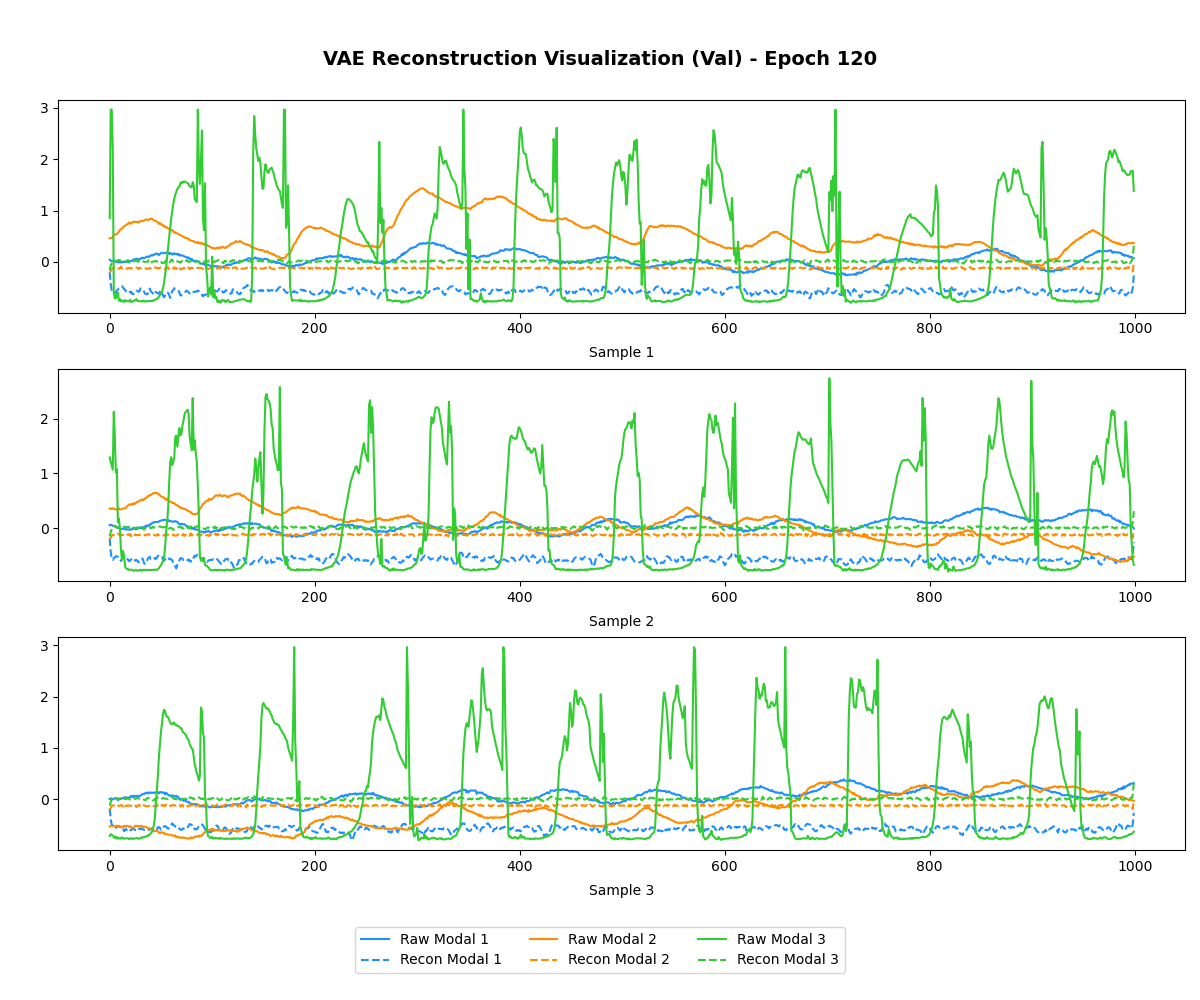 VAE Reconstruction Visualization (Val) - Epoch 120
3
2
1
0
0 200 400 600 800 1000
Sample 1
2
1
0
0 200 400 600 800 1000
Sample 2
3
2
1
0
0 200 400 600 800 1000
Sample 3
Raw Modal 1 Raw Modal 2 Raw Modal 3
Recon Modal 1 Recon Modal 2 Recon Modal 3